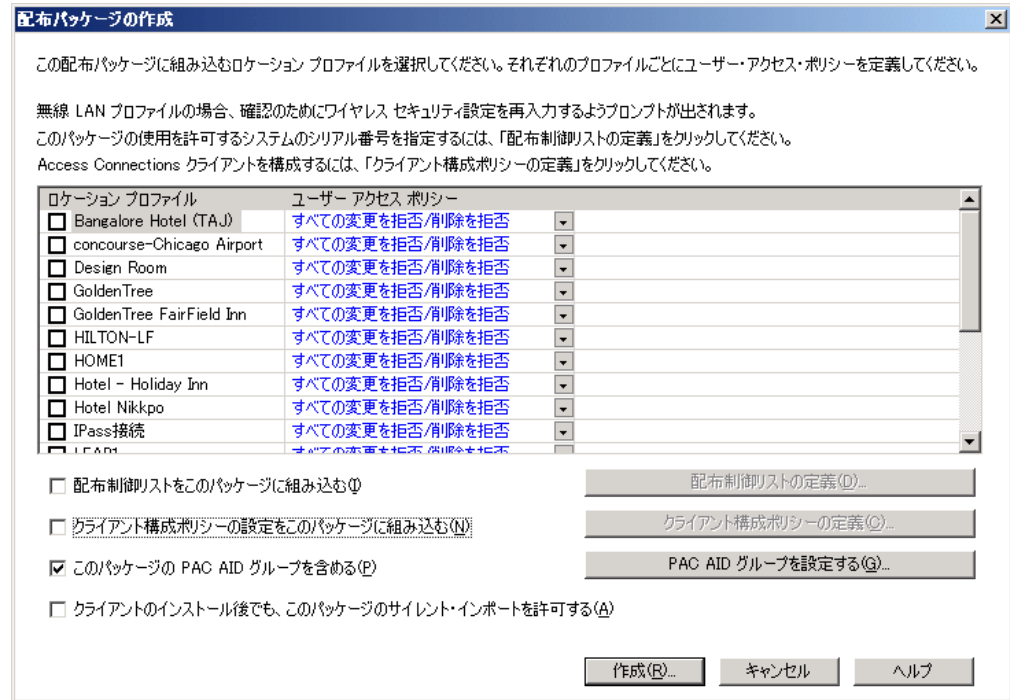 配布パッケージの作成
この配布パッケージに組み込むロケーション プロファイルを選択してください。それぞれのプロファイルごとにユーザー・アクセス・ポリシーを定義してください。
無線 LAN プロファイルの場合、確認のためにワイヤレス セキュリティ設定を再入力するようプロンプトが出されます。
このパッケージの使用を許可するシステムのシリアル番号を指定するには、「配布制御リストの定義」をクリックしてください。
Access Connections クライアントを構成するには、「クライアント構成ポリシーの定義」をクリックしてください。
ロケーション プロファイル ユーザー アクセス ポリシー
Bangalore Hotel (TAJ) すべての変更を拒否/削除を拒否
concourse-Chicago Airport すべての変更を拒否/削除を拒否
Design Room すべての変更を拒否/削除を拒否
GoldenTree すべての変更を拒否/削除を拒否
GoldenTree FairField Inn すべての変更を拒否/削除を拒否
HILTON-LF すべての変更を拒否/削除を拒否
HOME1 すべての変更を拒否/削除を拒否
Hotel - Holiday Inn すべての変更を拒否/削除を拒否
Hotel Nikkpo すべての変更を拒否/削除を拒否
IPass接続 すべての変更を拒否/削除を拒否
LEAP1 すべての変更を拒否/削除を拒否
配布制御リストをこのパッケージに組み込む(I) 配布制御リストの定義(D)...
クライアント構成ポリシーの設定をこのパッケージに組み込む(N) クライアント構成ポリシーの定義(C)...
このパッケージの PAC AID グループを含める(P) PAC AID グループを設定する(G)...
クライアントのインストール後でも、このパッケージのサイレント・インポートを許可する(A)
作成(R)... キャンセル ヘルプ